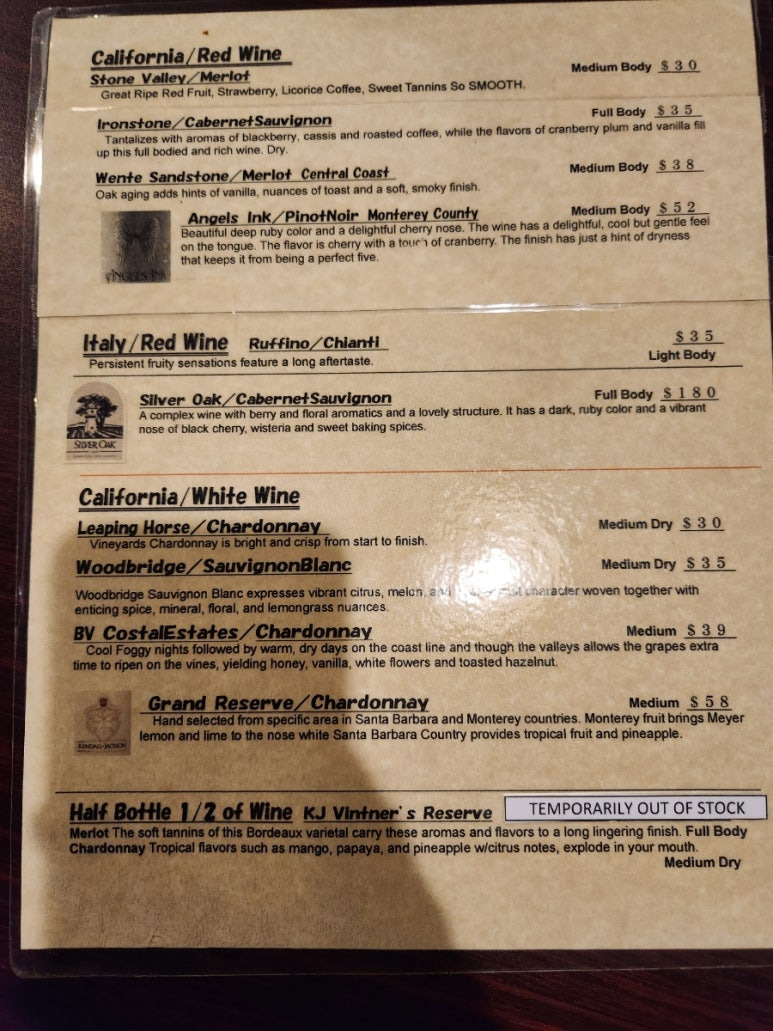 California/Red Wine
Stone Valley/Merlot Medium Body $30
Great Ripe Red Fruit, Strawberry, Licorice Coffee, Sweet Tannins So SMOOTH.
Ironstone/CabernetSauvignon Full Body $35
Tantalizes with aromas of blackberry, cassis and roasted coffee, while the flavors of cranberry plum and vanilla fill
up this full bodied and rich wine. Dry.
Wente Sandstone/Merlot Central Coast Medium Body $38
Oak aging adds hints of vanilla, nuances of toast and a soft, smoky finish.
Angels Ink/PinotNoir Monterey County Medium Body $52
Beautiful deep ruby color and a delightful cherry nose. The wine has a delightful, cool but gentle feel
on the tongue. The flavor is cherry with a touch of cranberry. The finish has just a hint of dryness
that keeps it from being a perfect five.
ANGELS INK
Italy/Red Wine Ruffino/Chianti $35
Persistent fruity sensations feature a long aftertaste. Light Body
Silver Oak/CabernetSauvignon Full Body $180
A complex wine with berry and floral aromatics and a lovely structure. It has a dark, ruby color and a vibrant
nose of black cherry, wisteria and sweet baking spices.
SILVER OAK
California/White Wine
Leaping Horse/Chardonnay Medium Dry $30
Vineyards Chardonnay is bright and crisp from start to finish.
Woodbridge/SauvignonBlanc Medium Dry $35
Woodbridge Sauvignon Blanc expresses vibrant citrus, melon, and character woven together with
enticing spice, mineral, floral, and lemongrass nuances.
BV CostalEstates/Chardonnay Medium $39
Cool Foggy nights followed by warm, dry days on the coast line and though the valleys allows the grapes extra
time to ripen on the vines, yielding honey, vanilla, white flowers and toasted hazelnut.
Grand Reserve/Chardonnay Medium $58
Hand selected from specific area in Santa Barbara and Monterey countries. Monterey fruit brings Meyer
lemon and lime to the nose white Santa Barbara Country provides tropical fruit and pineapple.
KENDALL-JACKSON
Half Bottle 1/2 of Wine KJ Vintner's Reserve TEMPORARILY OUT OF STOCK
Merlot The soft tannins of this Bordeaux varietal carry these aromas and flavors to a long lingering finish. Full Body
Chardonnay Tropical flavors such as mango, papaya, and pineapple w/citrus notes, explode in your mouth.
Medium Dry